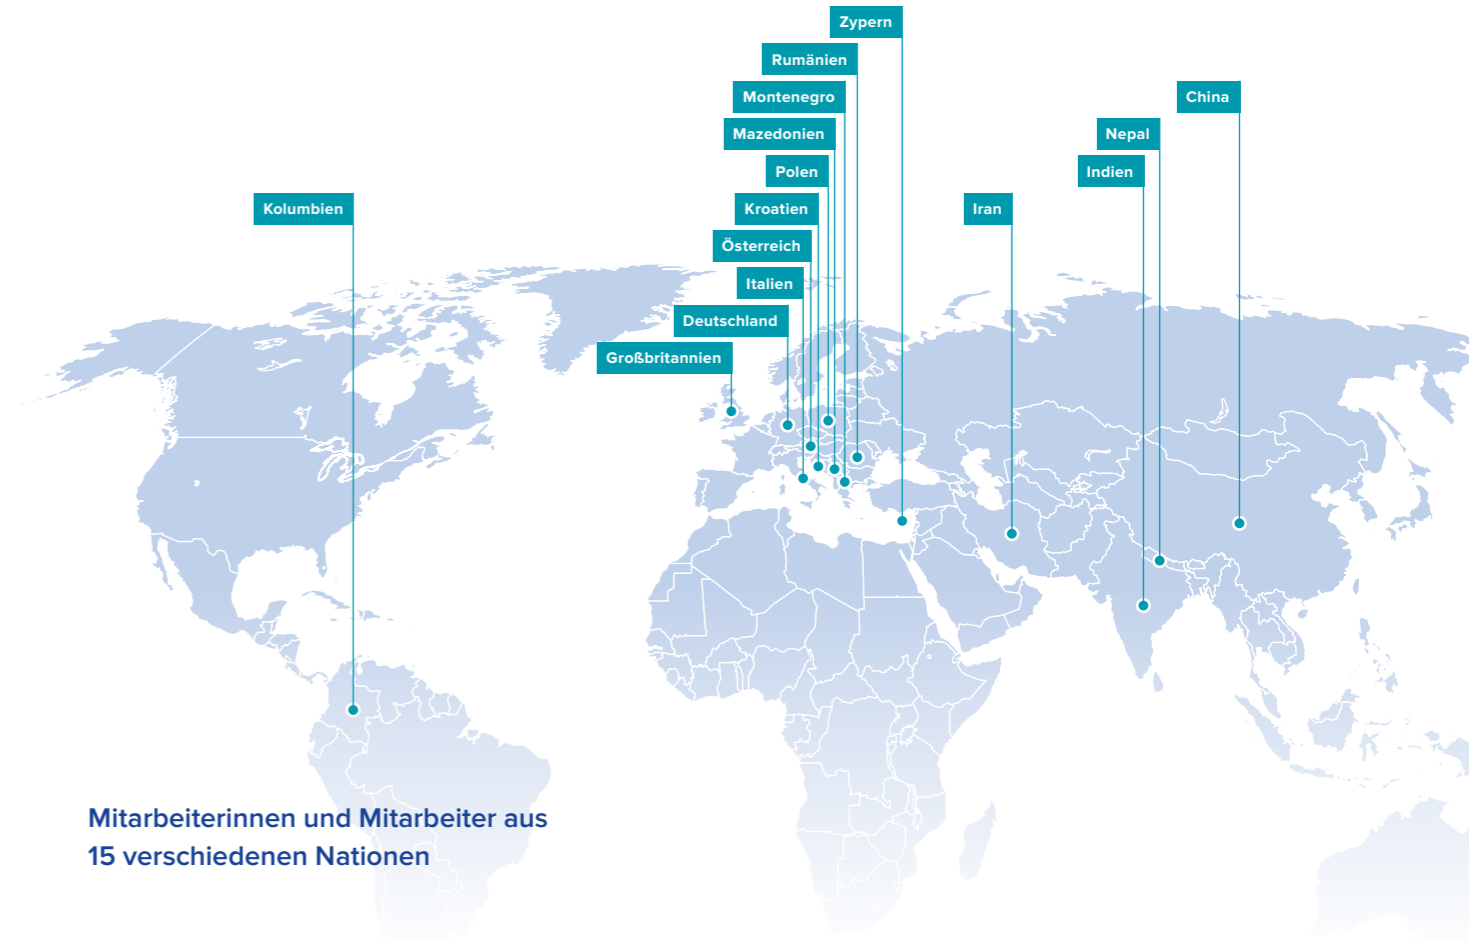 Zypern
Rumänien
Montenegro
China
Mazedonien
Nepal
Polen
Indien
Kolumbien
Kroatien
Iran
Österreich
Italien
Deutschland
Großbritannien
Mitarbeiterinnen und Mitarbeiter aus
15 verschiedenen Nationen